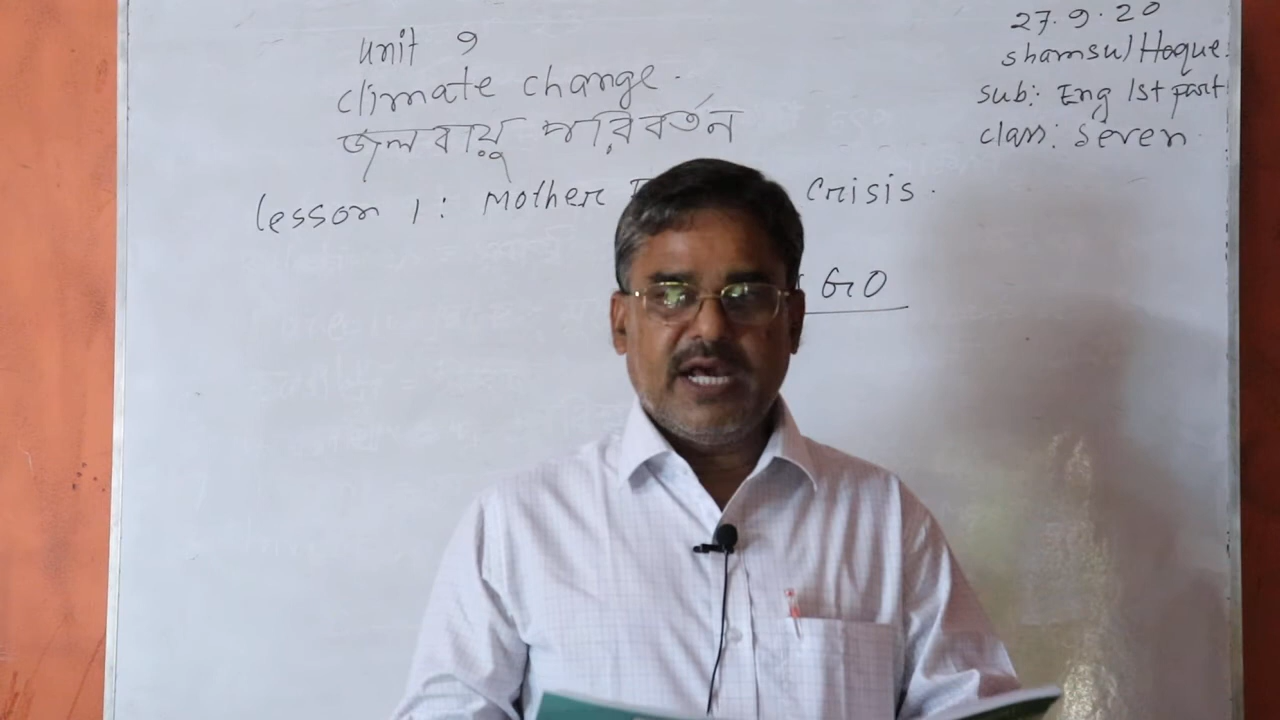 unit 9
climate change.
জলবায়ু পরিবর্তন
Lesson 1: Mother Crisis.
GO
27.9.20
shamsul Hoque.
sub: Eng 1st part
class: seven